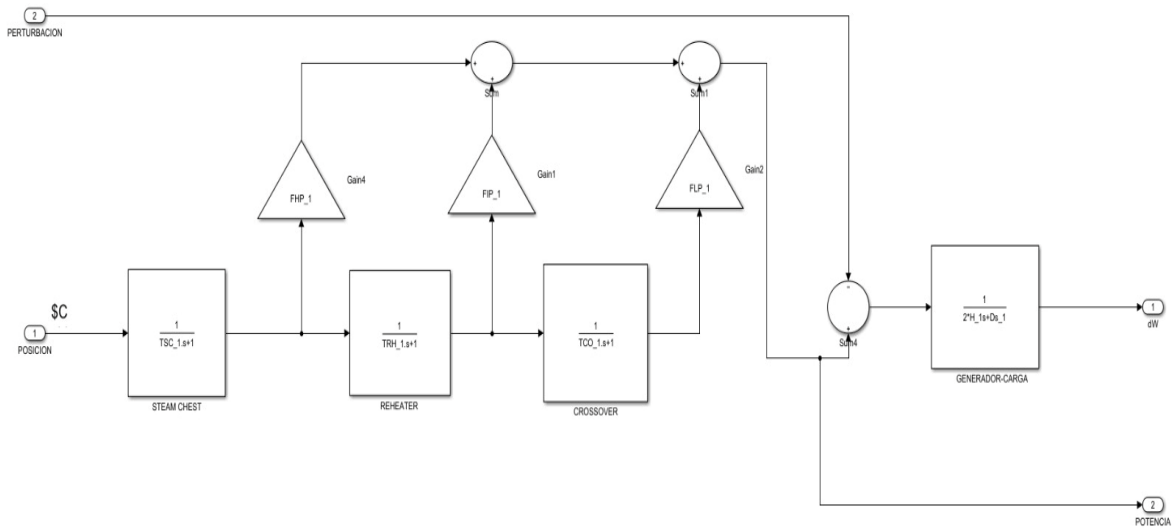 2
PERTURBACION
+
+
Sum
+
+
Sum1
FHP_1
Gain4
FIP_1
Gain1
FLP_1
Gain2
$C
1
POSICION
1
TSC_1.s+1
STEAM CHEST
1
TRH_1.s+1
REHEATER
1
TCO_1.s+1
CROSSOVER
-
+
Sum4
1
2*H_1s+Ds_1
GENERADOR-CARGA
1
dW
2
POTENCIA